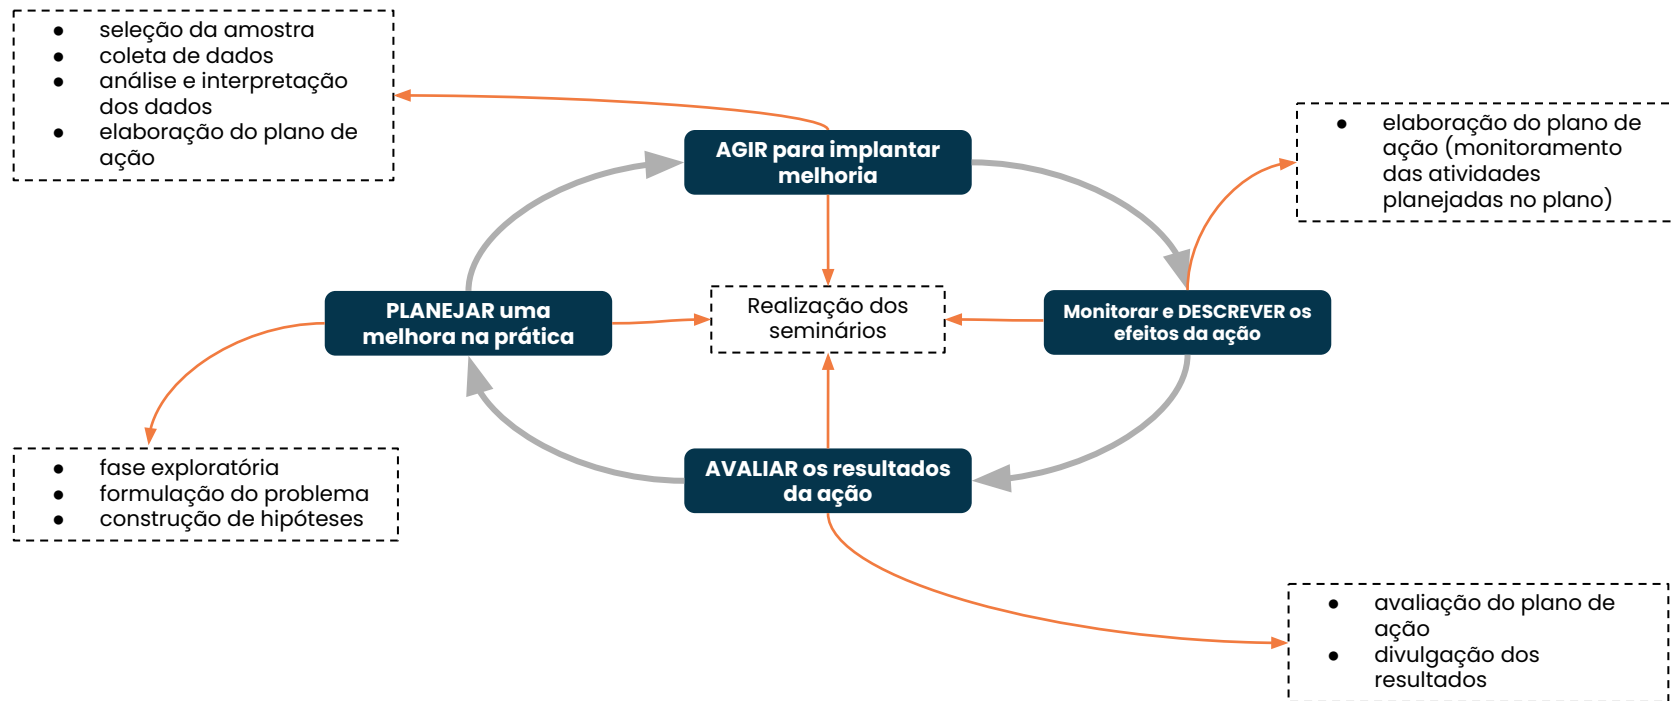 seleção da amostra
coleta de dados
análise e interpretação
dos dados
elaboração do plano de
ação
AGIR para implantar
melhoria
elaboração do plano de
ação (monitoramento
das atividades
planejadas no plano)
PLANEJAR uma
melhora na prática
Realização dos
seminários
Monitorar e DESCREVER os
efeitos da ação
AVALIAR os resultados
da ação
fase exploratória
formulação do problema
construção de hipóteses
avaliação do plano de
ação
divulgação dos
resultados